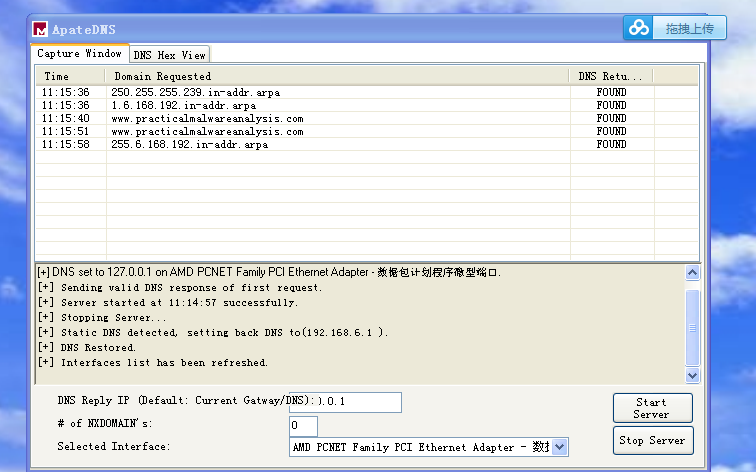 ApateDNS
拖拽上传
Capture Window DNS Hex View
Time Domain Requested DNS Retu...
11:15:36 250.255.255.239.in-addr.arpa FOUND
11:15:36 1.6.168.192.in-addr.arpa FOUND
11:15:40 www.practicalmalwareanalysis.com FOUND
11:15:51 www.practicalmalwareanalysis.com FOUND
11:15:58 255.6.168.192.in-addr.arpa FOUND
[+] DNS set to 127.0.0.1 on AMD PCNET Family PCI Ethernet Adapter - 数据包计划程序微型端口.
[+] Sending valid DNS response of first request.
[+] Server started at 11:14:57 successfully.
[+] Stopping Server...
[+] Static DNS detected, setting back DNS to(192.168.6.1 ).
[+] DNS Restored.
[+] Interfaces list has been refreshed.
DNS Reply IP (Default: Current Gatway/DNS): .0.1
# of NXDOMAIN's: 0
Selected Interface: AMD PCNET Family PCI Ethernet Adapter - 数
Start Server
Stop Server